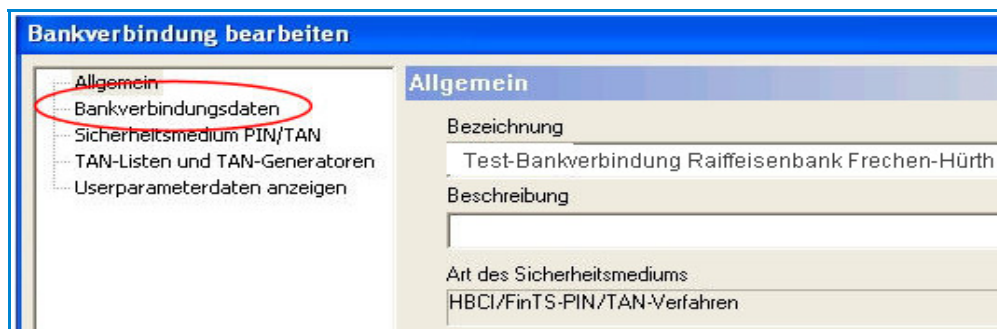 Bankverbindung bearbeiten
Allgemein
Bankverbindungsdaten
Sicherheitsmedium PIN/TAN
TAN-Listen und TAN-Generatoren
Userparameterdaten anzeigen
Allgemein
Bezeichnung
Test-Bankverbindung Raiffeisenbank Frechen-Hürth
Beschreibung
Art des Sicherheitsmediums
HBCI/FinTS-PIN/TAN-Verfahren